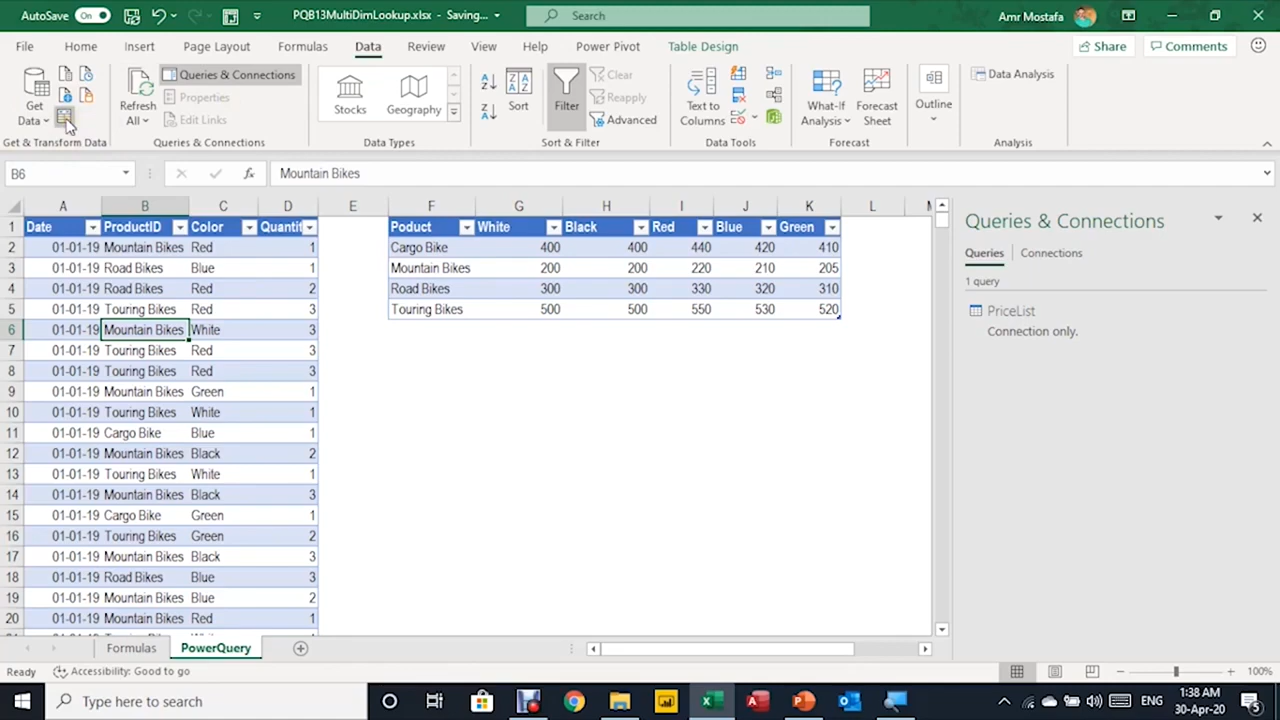 AutoSave On PQB13MultiDimLookup.xlsx - Saving... Search Amr Mostafa
File Home Insert Page Layout Formulas Data Review View Help Power Pivot Table Design Share Comments
Get Data Refresh All Queries & Connections Properties Edit Links Stocks Geography Sort Filter Clear Reapply Advanced Text to Columns What-If Analysis Forecast Sheet Outline Data Analysis
Get & Transform Data Queries & Connections Data Types Sort & Filter Data Tools Forecast Analysis
B6 fx Mountain Bikes
A B C D E F G H I J K L
1 Date ProductID Color Quantit Poduct White Black Red Blue Green
2 01-01-19 Mountain Bikes Red 1 Cargo Bike 400 400 440 420 410
3 01-01-19 Road Bikes Blue 1 Mountain Bikes 200 200 220 210 205
4 01-01-19 Road Bikes Red 2 Road Bikes 300 300 330 320 310
5 01-01-19 Touring Bikes Red 3 Touring Bikes 500 500 550 530 520
6 01-01-19 Mountain Bikes White 3
7 01-01-19 Touring Bikes Red 3
8 01-01-19 Touring Bikes Red 3
9 01-01-19 Mountain Bikes Green 1
10 01-01-19 Touring Bikes White 1
11 01-01-19 Cargo Bike Blue 1
12 01-01-19 Mountain Bikes Black 2
13 01-01-19 Touring Bikes White 1
14 01-01-19 Mountain Bikes Black 3
15 01-01-19 Cargo Bike Green 1
16 01-01-19 Touring Bikes Green 2
17 01-01-19 Mountain Bikes Black 3
18 01-01-19 Road Bikes Blue 3
19 01-01-19 Mountain Bikes Blue 2
20 01-01-19 Mountain Bikes Red 1
Queries & Connections
Queries Connections
1 query
PriceList
Connection only.
Formulas PowerQuery
Ready Accessibility: Good to go 100%
Type here to search ENG 1:38 AM
30-Apr-20 5